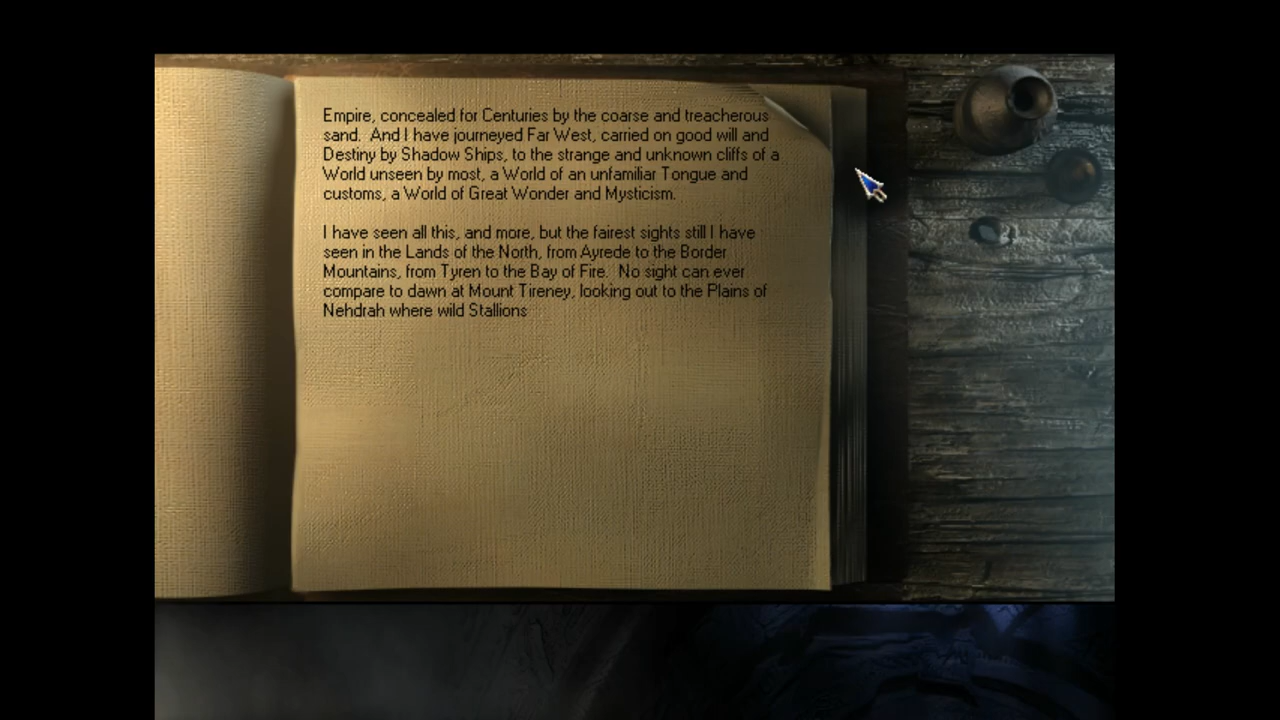 Empire, concealed for Centuries by the coarse and treacherous
sand.  And I have journeyed Far West, carried on good will and
Destiny by Shadow Ships, to the strange and unknown cliffs of a
World unseen by most, a World of an unfamiliar Tongue and
customs, a World of Great Wonder and Mysticism.
I have seen all this, and more, but the fairest sights still I have
seen in the Lands of the North, from Ayrede to the Border
Mountains, from Tyren to the Bay of Fire.  No sight can ever
compare to dawn at Mount Tireney, looking out to the Plains of
Nehdrah where wild Stallions